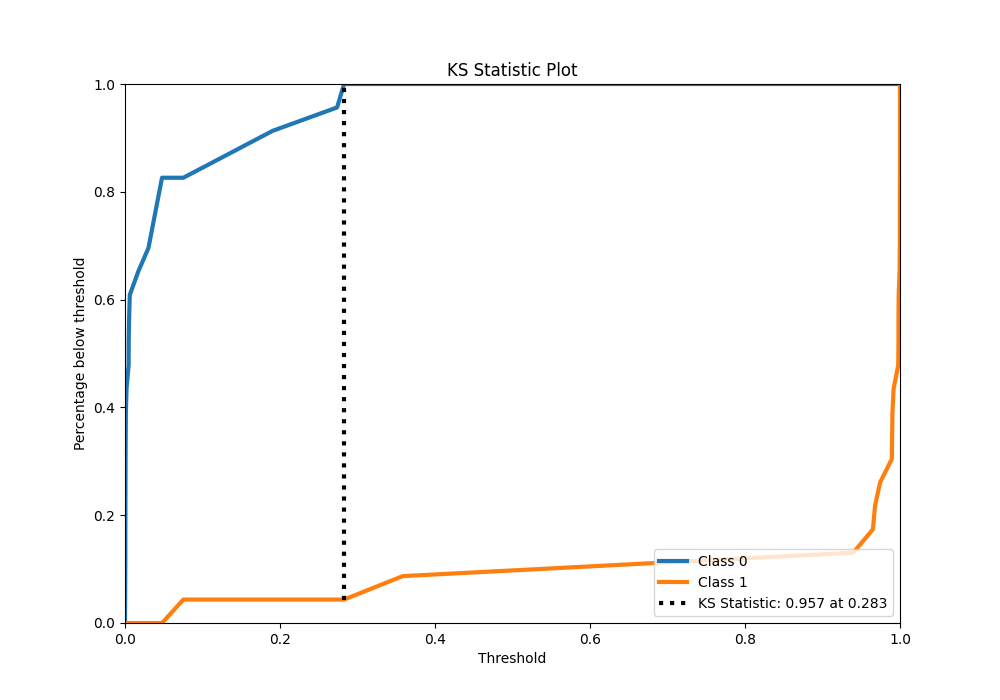 KS Statistic Plot
Percentage below threshold
1.0
0.8
0.6
0.4
0.2
0.0
0.0 0.2 0.4 0.6 0.8 1.0
Threshold
Class 0
Class 1
KS Statistic: 0.957 at 0.283